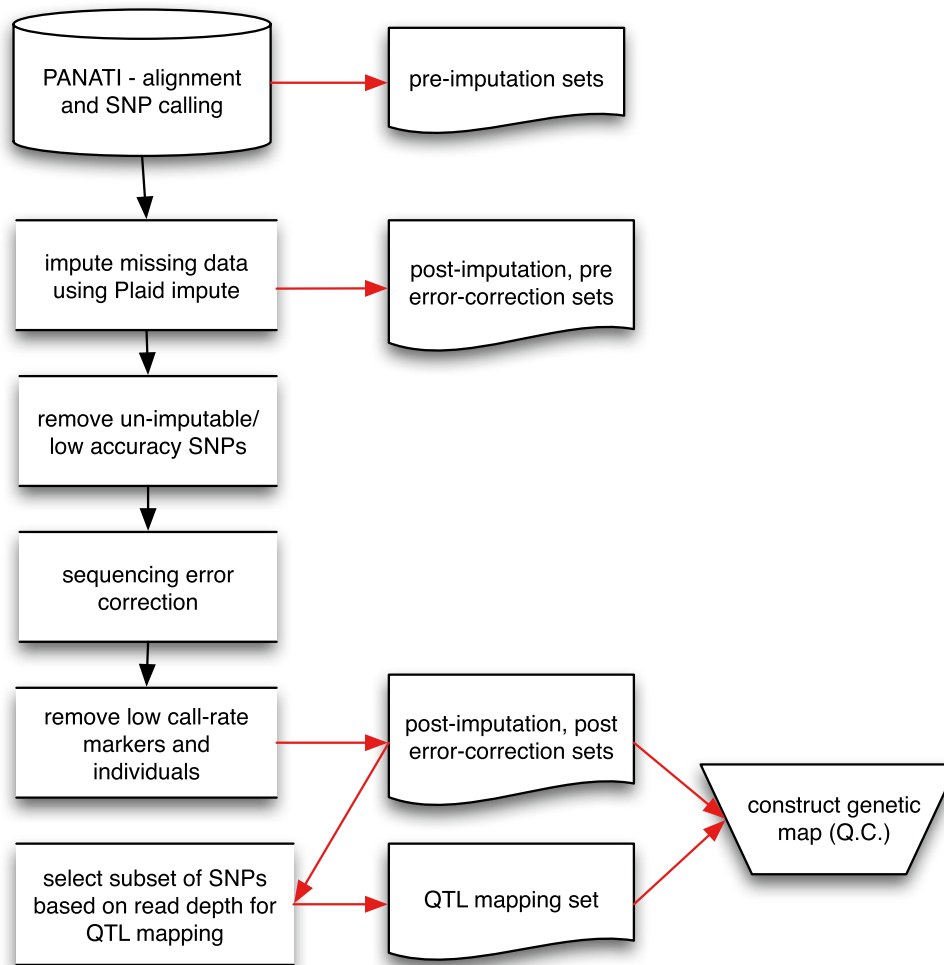 PANATI - alignment
and SNP calling
pre-imputation sets
impute missing data
using Plaid impute
post-imputation, pre
error-correction sets
remove un-imputable/
low accuracy SNPs
sequencing error
correction
remove low call-rate
markers and
individuals
post-imputation, post
error-correction sets
construct genetic
map (Q.C.)
select subset of SNPs
based on read depth for
QTL mapping
QTL mapping set